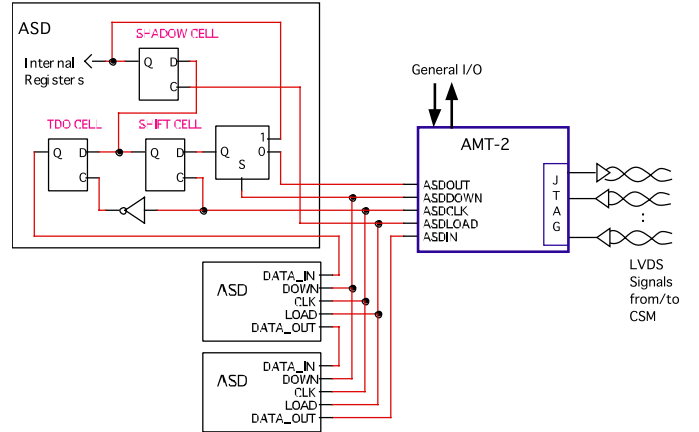 ASD
SHADOW CELL
Internal
Registers
Q D
C
TDO CELL
SHIFT CELL
Q D
C
Q D
C
1
Q 0
S
General I/O
AMT-2
ASDOUT
ASDDOWN
ASDCLK
ASDLOAD
ASDIN
J
T
A
G
:
LVDS
Signals
from/to
CSM
ASD
DATA_IN
DOWN
CLK
LOAD
DATA_OUT
ASD
DATA_IN
DOWN
CLK
LOAD
DATA_OUT